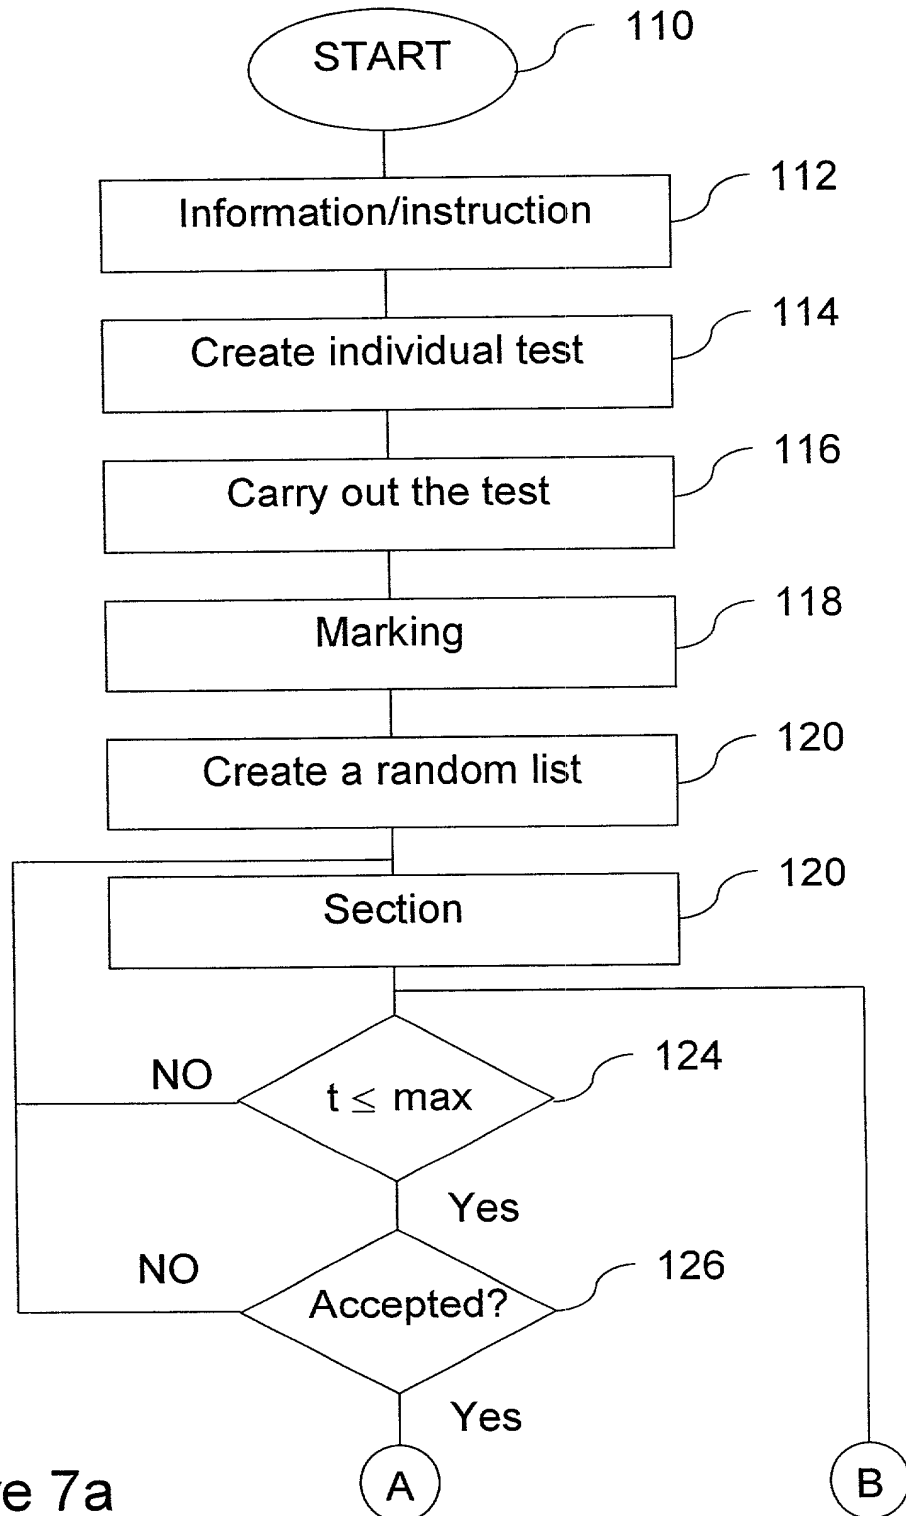 START
110
Information/instruction
112
Create individual test
114
Carry out the test
116
Marking
118
Create a random list
120
Section
120
NO
t ≤ max
124
Yes
NO
Accepted?
126
Yes
A
B
7a